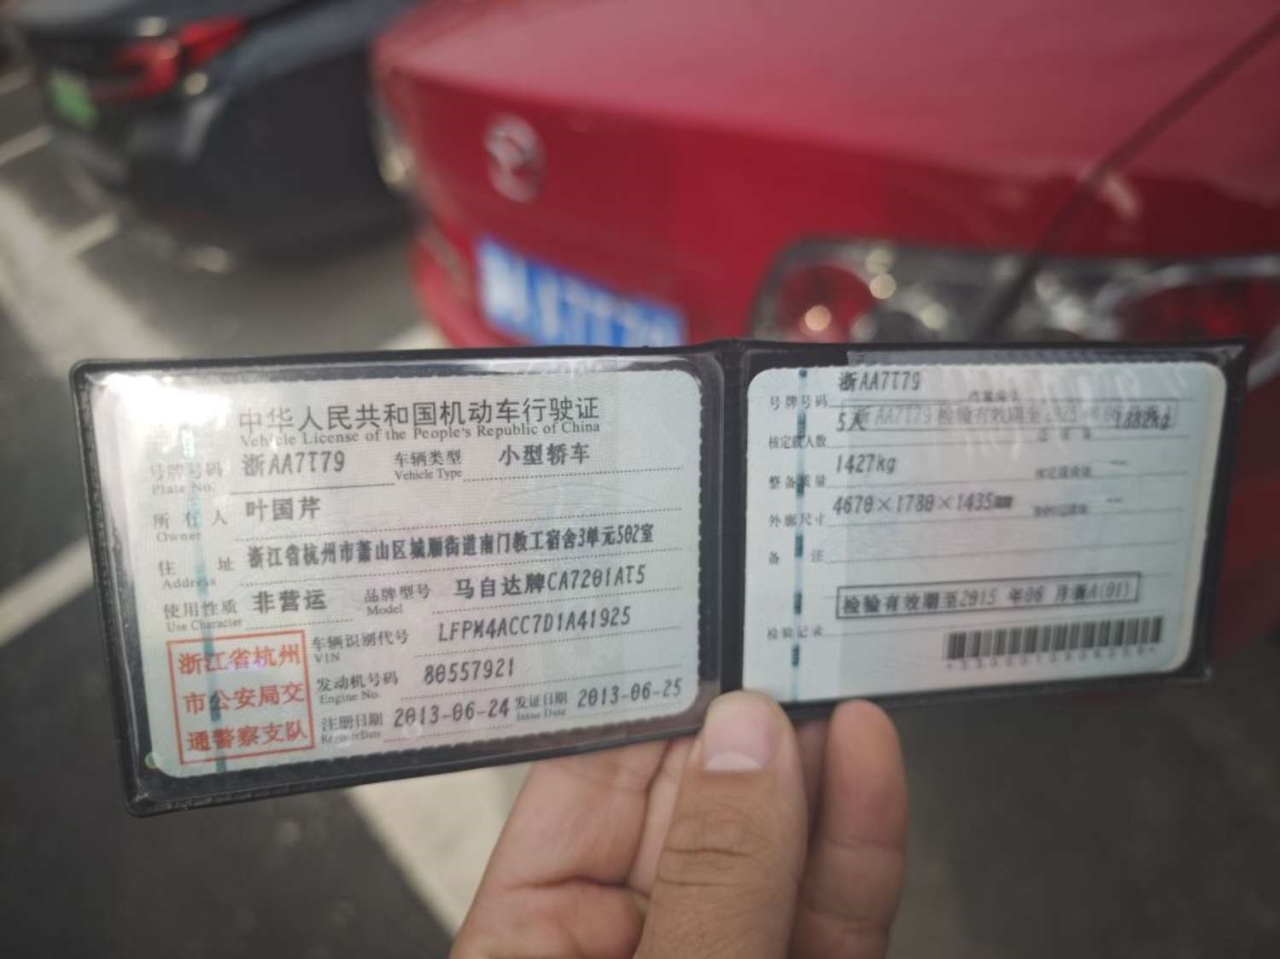 中华人民共和国机动车行驶证
Vehicle License of the People's Republic of China
号牌号码 浙AA7T79 车辆类型 小型轿车
Plate No. Vehicle Type
所有人 叶国芹
Owner
住址 浙江省杭州市萧山区城厢街道南门教工宿舍3单元502室
Address
使用性质 非营运 品牌型号 马自达牌CA7201AT5
Use Character Model
浙江省杭州
市公安局交
通警察支队
车辆识别代号 LFPM4ACC7D1A41925
VIN
发动机号码 80557921
Engine No.
注册日期 2013-06-24 发证日期 2013-06-25
Register Date Issue Date
号牌号码 浙AA7T79
核定载人数 5人
整备质量 1427kg
外廓尺寸 4670×1780×1435mm
备注
检验有效期至2015年06月浙A(01)
检验记录